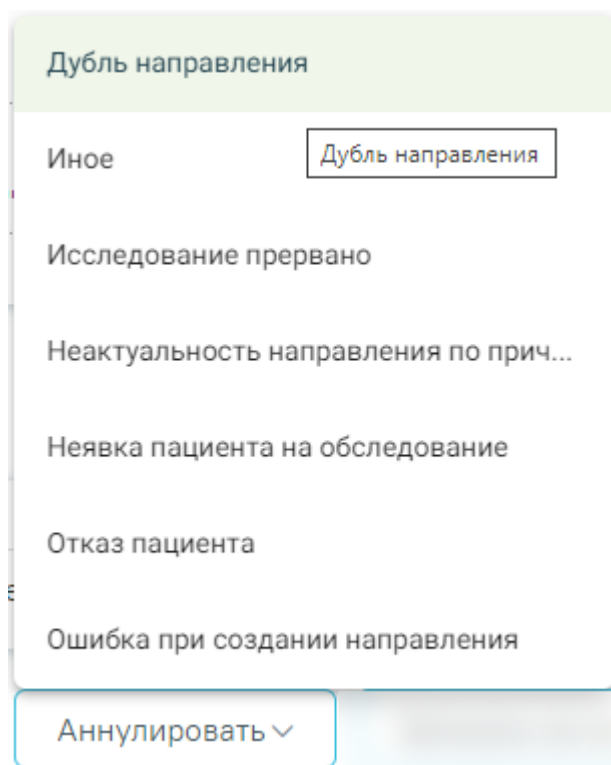 Дубль направления
Иное
Дубль направления
Исследование прервано
Неактуальность направления по прич...
Неявка пациента на обследование
Отказ пациента
Ошибка при создании направления
Аннулировать